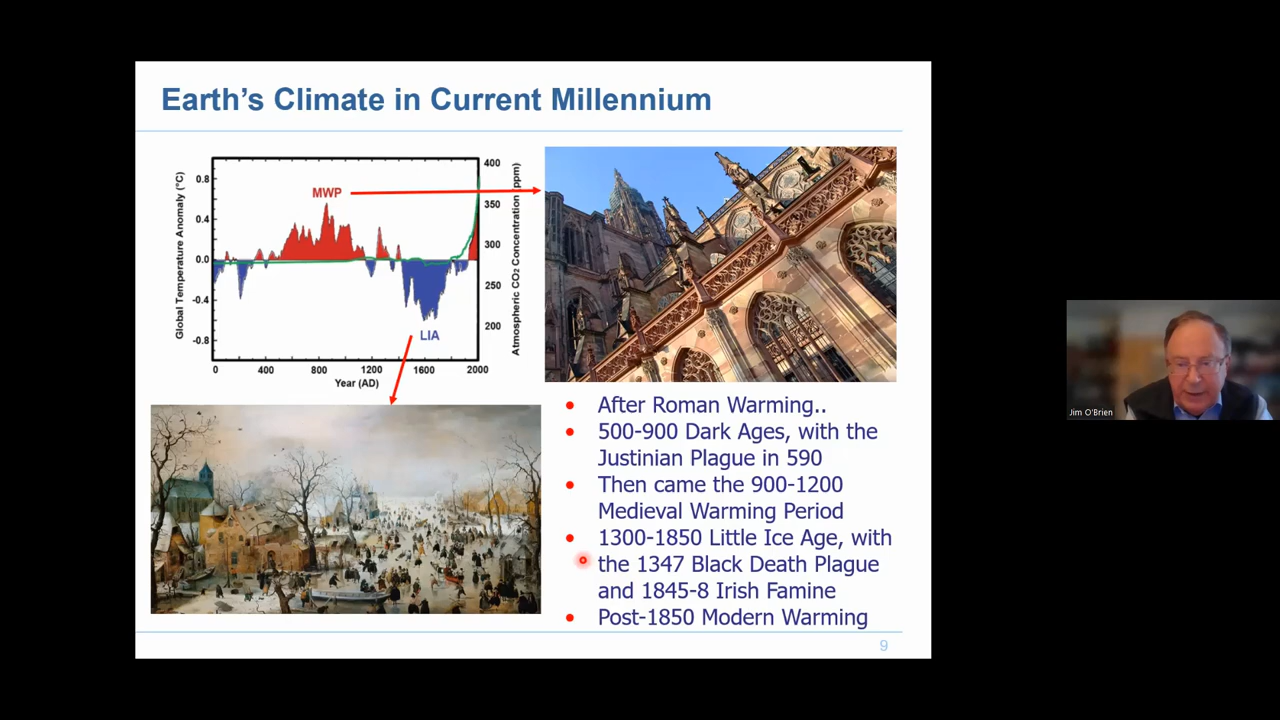 Earth's Climate in Current Millennium
MWP
LIA
Global Temperature Anomaly (°C)
0.8
0.4
0.0
-0.4
-0.8
400
350
300
250
200
Atmospheric CO2 Concentration (ppm)
0
400
800
1200
1600
2000
Year (AD)
After Roman Warming..
500-900 Dark Ages, with the
Justinian Plague in 590
Then came the 900-1200
Medieval Warming Period
1300-1850 Little Ice Age, with
the 1347 Black Death Plague
and 1845-8 Irish Famine
Post-1850 Modern Warming
9
Jim O'Brien